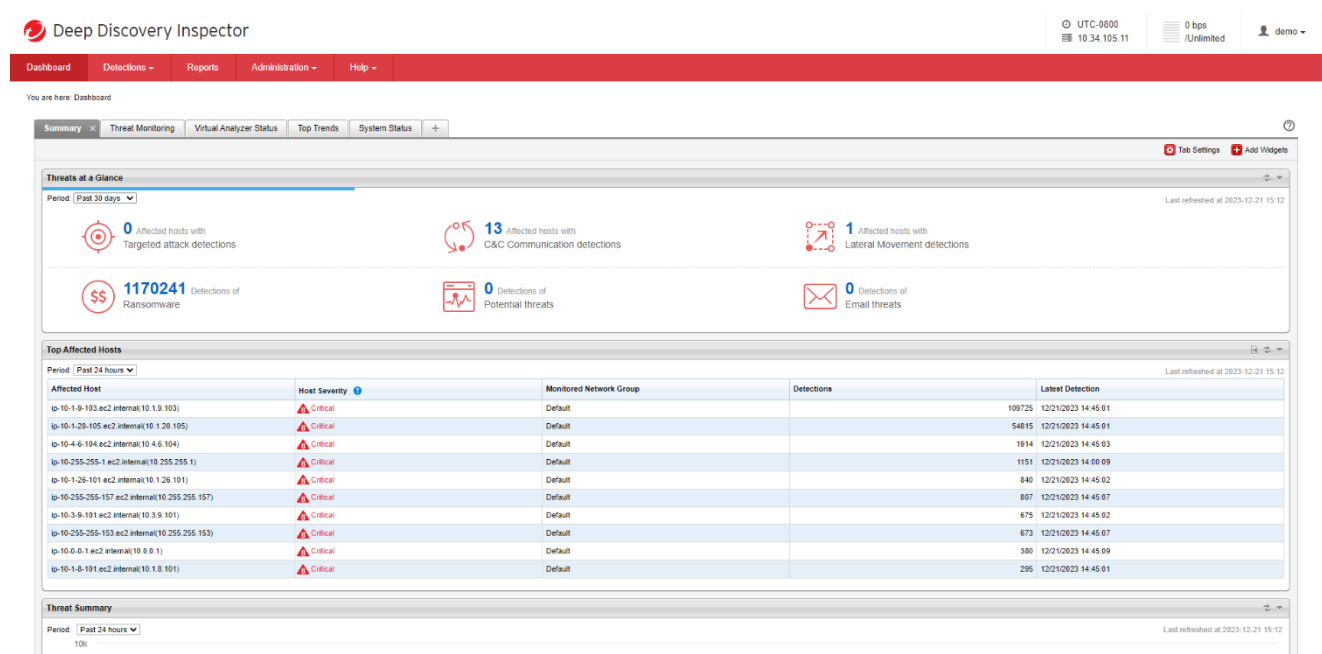 Deep Discovery Inspector
UTC-0800
10.34.105.11
0 bps
/Unlimited
demo
Dashboard Detections Reports Administration Help
You are here: Dashboard
Summary × Threat Monitoring Virtual Analyzer Status Top Trends System Status +
Tab Settings Add Widgets
Threats at a Glance
Period: Past 30 days
Last refreshed at 2023-12-21 15:12
0 Affected hosts with
Targeted attack detections
13 Affected hosts with
C&C Communication detections
1 Affected hosts with
Lateral Movement detections
$$
1170241 Detections of
Ransomware
0 Detections of
Potential threats
0 Detections of
Email threats
Top Affected Hosts
Period: Past 24 hours
Last refreshed at 2023-12-21 15:12
Affected Host Host Severity ? Monitored Network Group Detections Latest Detection
ip-10-1-9-103.ec2.internal(10.1.9.103) 8 Critical Default 109725 12/21/2023 14:45:01
ip-10-1-20-105.ec2.internal(10.1.20.105) 8 Critical Default 54815 12/21/2023 14:45:01
ip-10-4-6-104.ec2.internal(10.4.6.104) 8 Critical Default 1914 12/21/2023 14:45:03
ip-10-255-255-1.ec2.internal(10.255.255.1) 8 Critical Default 1151 12/21/2023 14:00:09
ip-10-1-26-101.ec2.internal(10.1.26.101) 8 Critical Default 840 12/21/2023 14:45:02
ip-10-255-255-157.ec2.internal(10.255.255.157) 8 Critical Default 807 12/21/2023 14:45:07
ip-10-3-9-101.ec2.internal(10.3.9.101) 8 Critical Default 675 12/21/2023 14:45:02
ip-10-255-255-153.ec2.internal(10.255.255.153) 8 Critical Default 673 12/21/2023 14:45:07
ip-10-0-0-1.ec2.internal(10.0.0.1) 8 Critical Default 380 12/21/2023 14:45:09
ip-10-1-8-101.ec2.internal(10.1.8.101) 8 Critical Default 295 12/21/2023 14:45:01
Threat Summary
Period: Past 24 hours
Last refreshed at 2023-12-21 15:12
10k